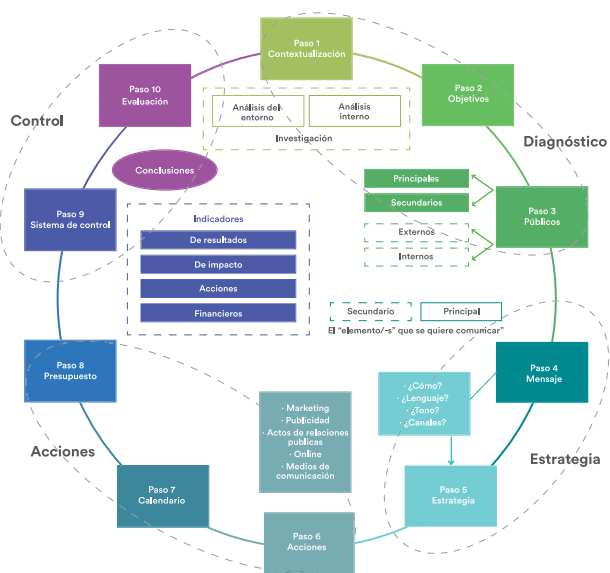 Paso 1
Contextualización
Paso 10
Evaluación
Paso 2
Objetivos
Análisis del
entorno
Análisis
interno
Investigación
Control
Diagnóstico
Conclusiones
Principales
Secundarios
Paso 9
Sistema de control
Paso 3
Públicos
Indicadores
De resultados
De impacto
Acciones
Financieros
Externos
Internos
Secundario
Principal
El “elemento/-s” que se quiere comunicar”
Paso 8
Presupuesto
Paso 4
Mensaje
· ¿Cómo?
· ¿Lenguaje?
· ¿Tono?
· ¿Canales?
· Marketing
· Publicidad
· Actos de relaciones
publicas
· Online
· Medios de
comunicación
Acciones
Estrategia
Paso 7
Calendario
Paso 5
Estrategia
Paso 6
Acciones